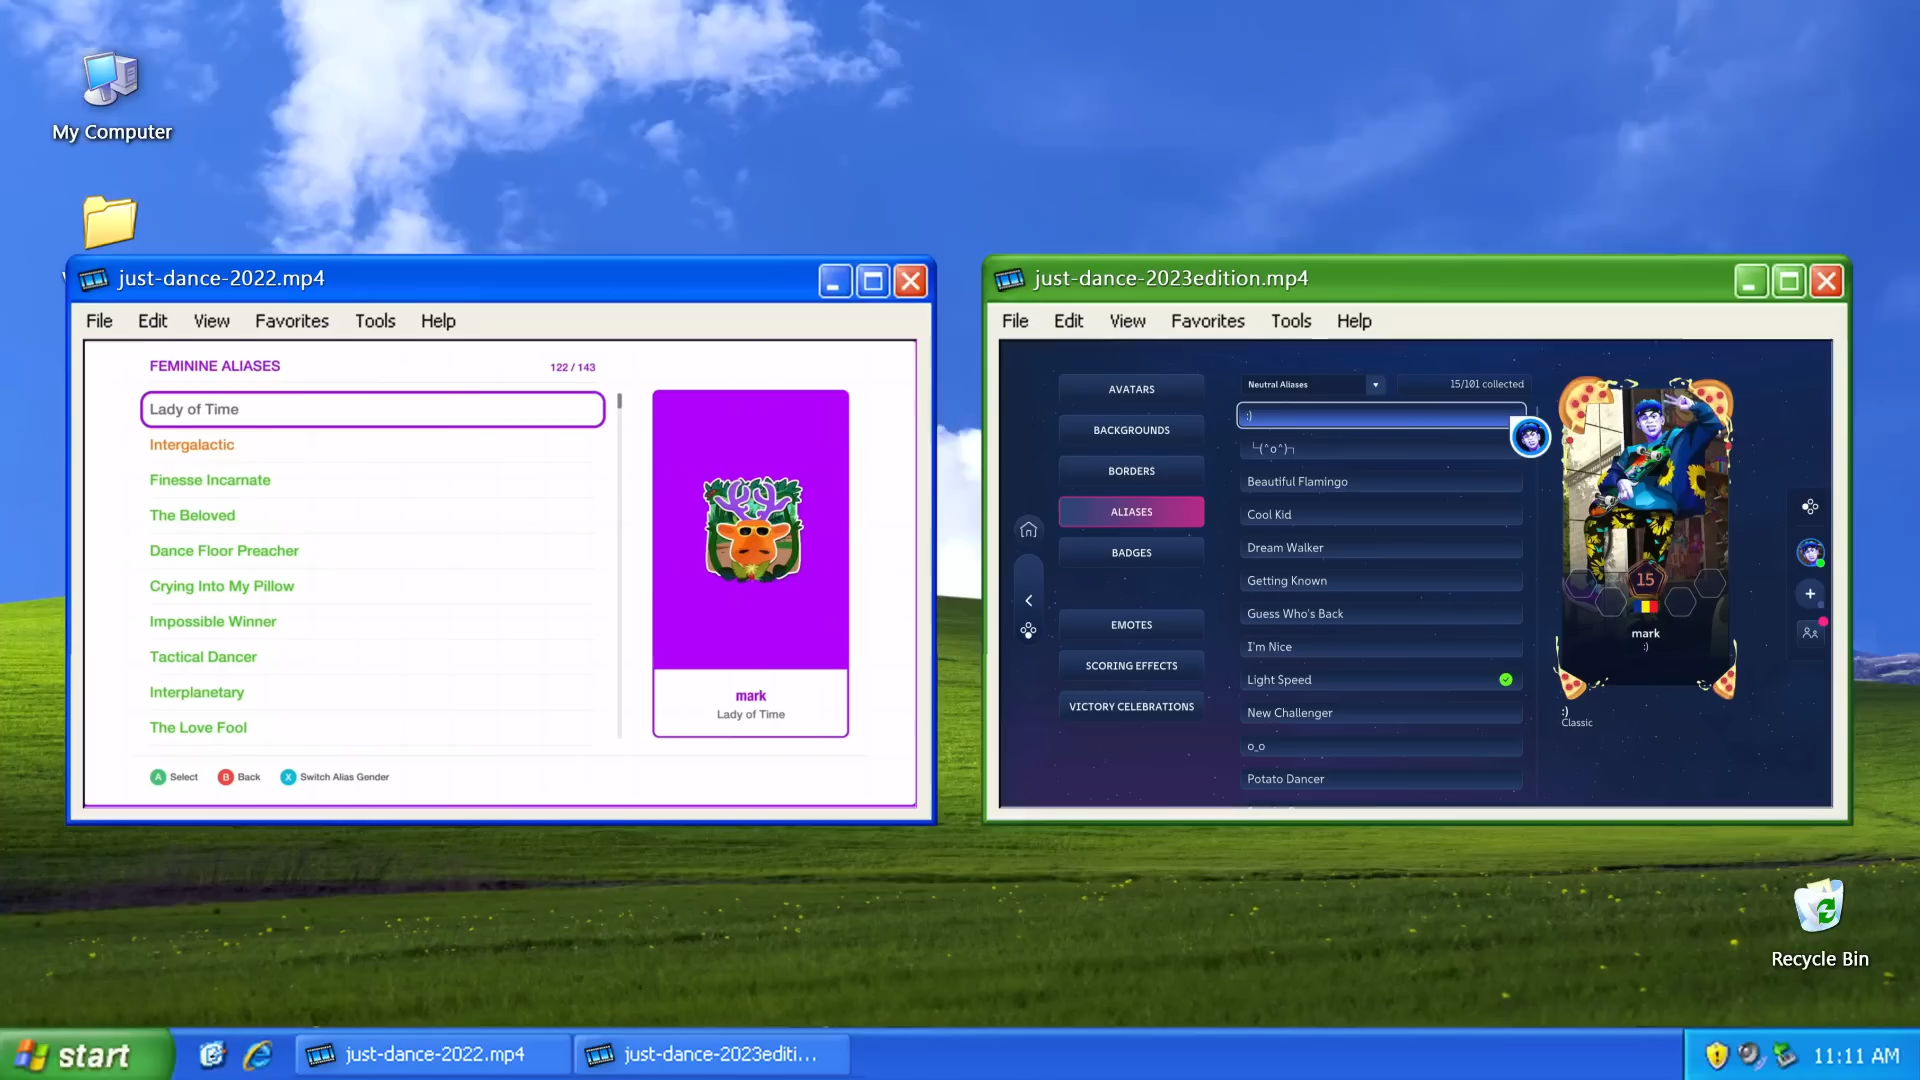 My Computer
just-dance-2022.mp4
File Edit View Favorites Tools Help
FEMININE ALIASES
122 / 143
Lady of Time
Intergalactic
Finesse Incarnate
The Beloved
Dance Floor Preacher
Crying Into My Pillow
Impossible Winner
Tactical Dancer
Interplanetary
The Love Fool
mark
Lady of Time
A Select B Back X Switch Alias Gender
just-dance-2023edition.mp4
File Edit View Favorites Tools Help
AVATARS
BACKGROUNDS
BORDERS
ALIASES
BADGES
EMOTES
SCORING EFFECTS
VICTORY CELEBRATIONS
Neutral Aliases
15/101 collected
:)
└(^o^)┐
Beautiful Flamingo
Cool Kid
Dream Walker
Getting Known
Guess Who's Back
I'm Nice
Light Speed
New Challenger
o_o
Potato Dancer
15
mark
:)
:)
Classic
Recycle Bin
start
just-dance-2022.mp4
just-dance-2023editi...
11:11 AM